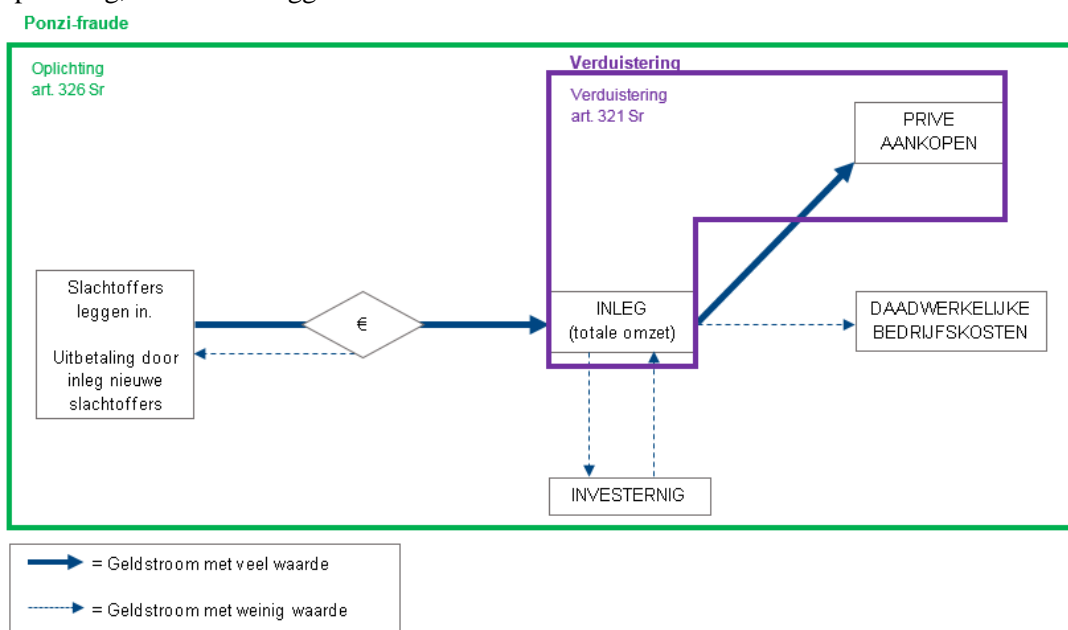 Ponzi-fraude
Oplichting
art. 326 Sr
Verduistering
Verduistering
art. 321 Sr
PRIVE
AANKOPEN
Slachtoffers
leggen in.
Uitbetaling door
inleg nieuwe
slachtoffers
€
INLEG
(totale omzet)
DAADWERKELIJKE
BEDRIJFSKOSTEN
INVESTERNIG
= Geldstroom met veel waarde
= Geldstroom met weinig waarde